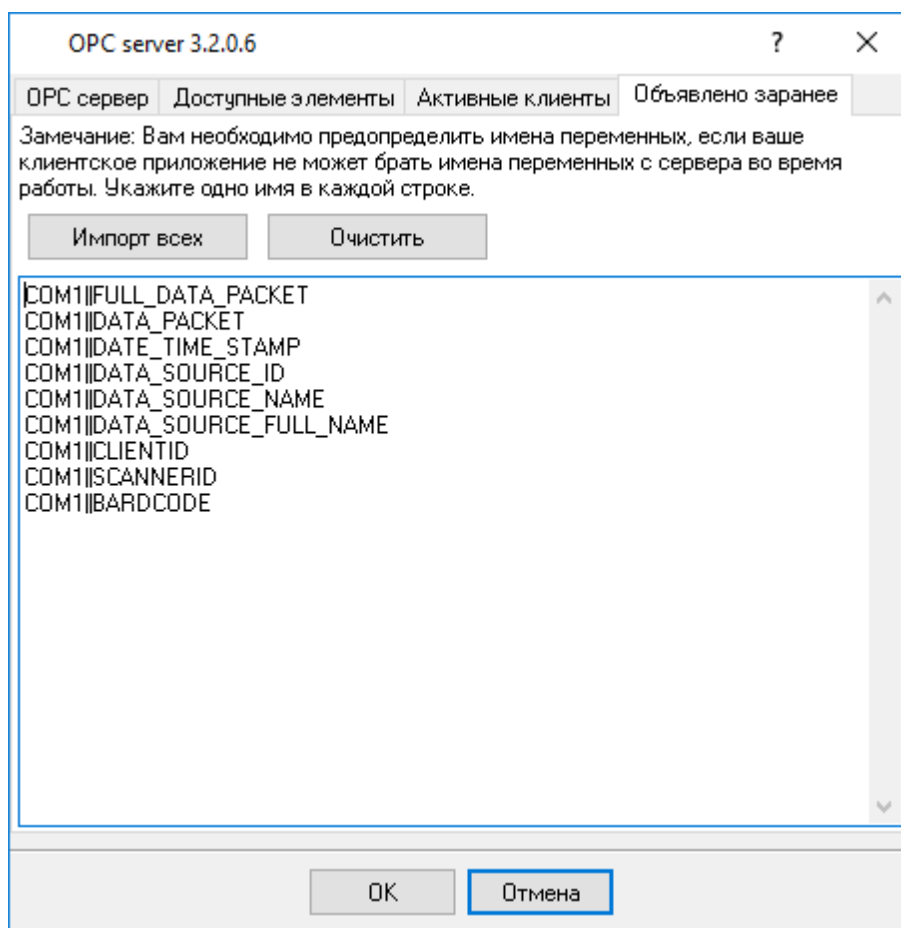 OPC server 3.2.0.6 ?
OPC сервер Доступные элементы Активные клиенты Объявлено заранее
Замечание: Вам необходимо предопределить имена переменных, если ваше
клиентское приложение не может брать имена переменных с сервера во время
работы. Укажите одно имя в каждой строке.
Импорт всех Очистить
COM1||FULL_DATA_PACKET
COM1||DATA_PACKET
COM1||DATE_TIME_STAMP
COM1||DATA_SOURCE_ID
COM1||DATA_SOURCE_NAME
COM1||DATA_SOURCE_FULL_NAME
COM1||CLIENTID
COM1||SCANNERID
COM1||BARDCODE
OK Отмена